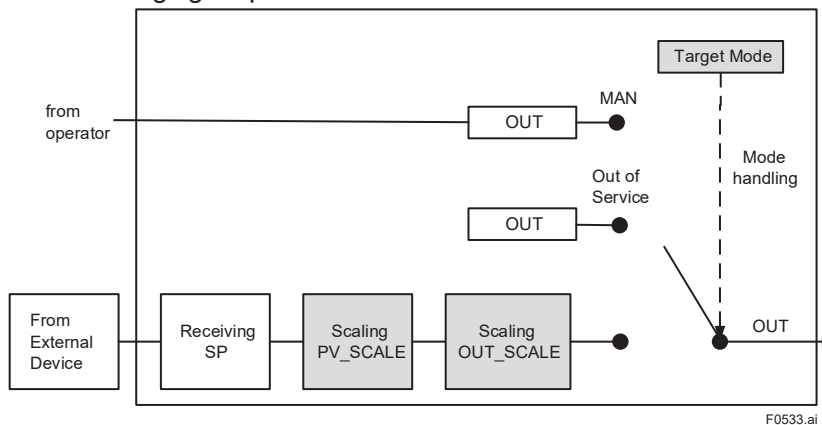 Target Mode
MAN
from
operator
OUT
Mode
handling
Out of
Service
OUT
From
External
Device
Receiving
SP
Scaling
PV_SCALE
Scaling
OUT_SCALE
OUT
F0533.ai